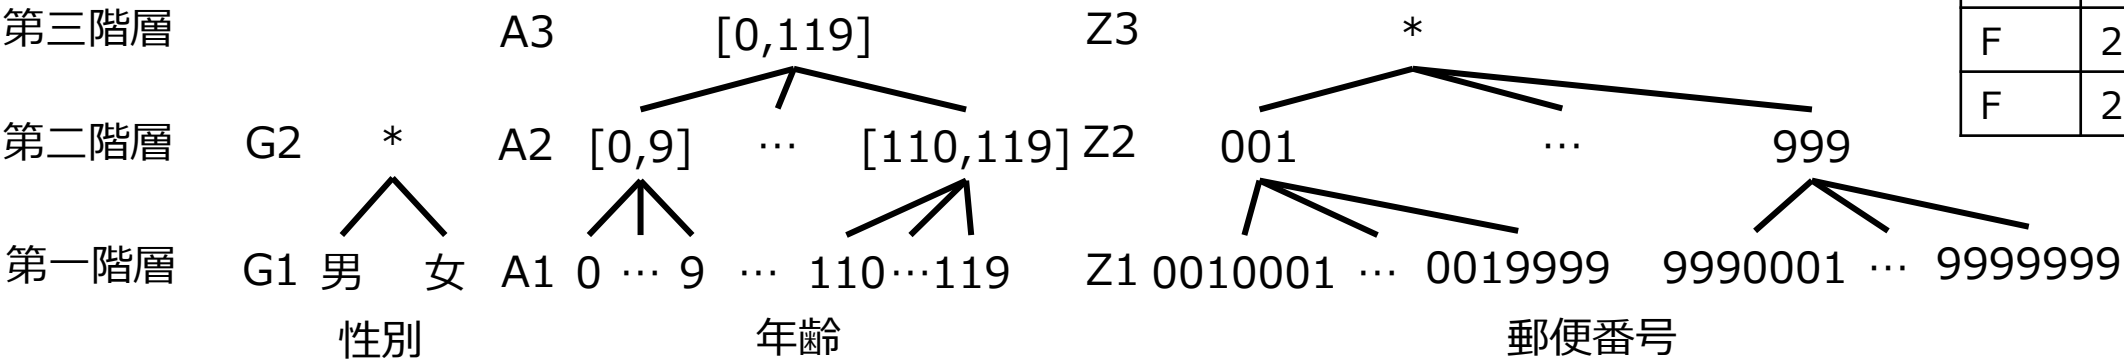 第三階層 A3 [0,119] Z3 *
F 2
第二階層 G2 * A2 [0,9] … [110,119] Z2 001 … 999
F 2
第一階層 G1 男 女 A1 0 … 9 … 110…119 Z1 0010001 … 0019999 9990001 … 9999999
性別 年齢 郵便番号